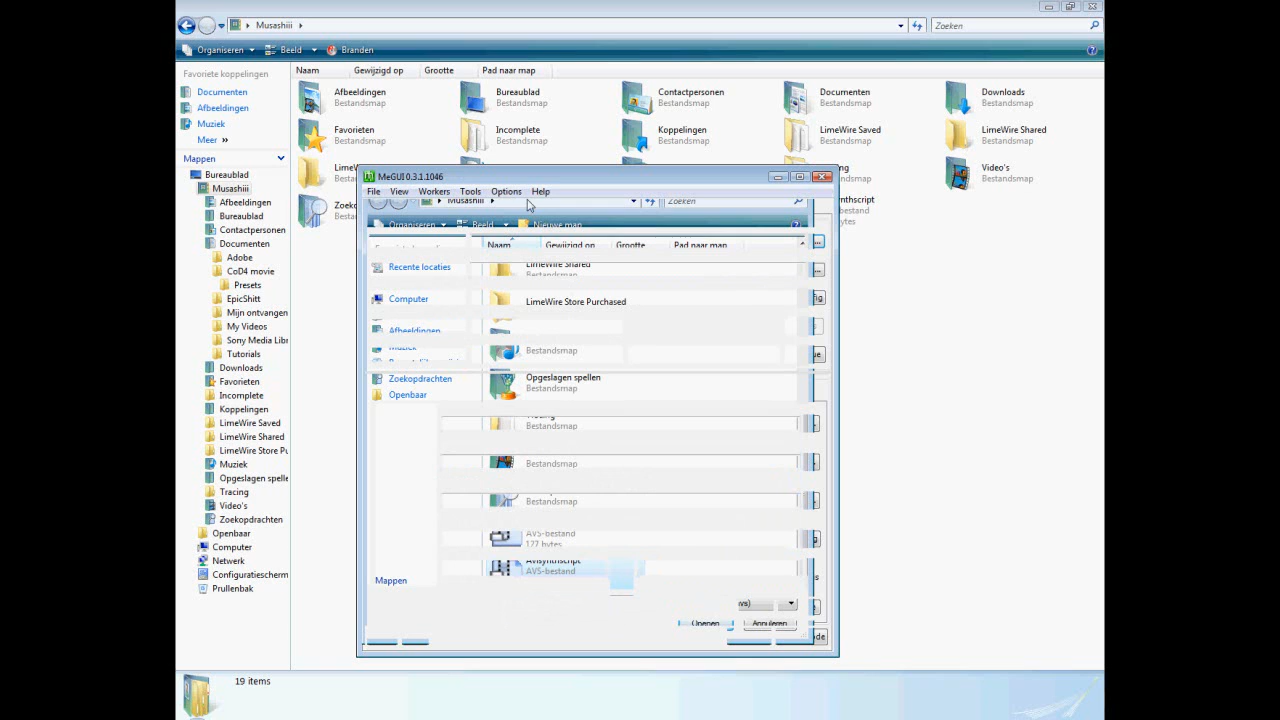 Musashiii
Zoeken
Organiseren Beeld Branden
Favoriete koppelingen
Documenten
Afbeeldingen
Muziek
Meer »
Mappen
Bureaublad
Musashiii
Afbeeldingen
Bureaublad
Contactpersonen
Documenten
Adobe
CoD4 movie
Presets
EpicShitt
Mijn ontvangen
My Videos
Sony Media Libr
Tutorials
Downloads
Favorieten
Incomplete
Koppelingen
LimeWire Saved
LimeWire Shared
LimeWire Store Pu
Muziek
Opgeslagen spelle
Tracing
Video's
Zoekopdrachten
Openbaar
Computer
Netwerk
Configuratiescherm
Prullenbak
Naam Gewijzigd op Grootte Pad naar map
Afbeeldingen
Bestandsmap
Bureaublad
Bestandsmap
Contactpersonen
Bestandsmap
Documenten
Bestandsmap
Downloads
Bestandsmap
Favorieten
Bestandsmap
Incomplete
Bestandsmap
Koppelingen
Bestandsmap
LimeWire Saved
Bestandsmap
LimeWire Shared
Bestandsmap
Video's
Bestandsmap
MeGUI 0.3.1.1046
File View Workers Tools Options Help
Musashiii
Zoeken
Organiseren Beeld Nieuwe map
Naam Gewijzigd op Grootte Pad naar map
Recente locaties
Computer
Afbeeldingen
Muziek
Zoekopdrachten
Openbaar
Mappen
LimeWire Shared
Bestandsmap
LimeWire Store Purchased
Bestandsmap
Opgeslagen spellen
Bestandsmap
Tracing
Bestandsmap
Bestandsmap
Bestandsmap
AVS-bestand
177 bytes
Avisynthscript
AVS-bestand
avs)
Openen Annuleren
19 items